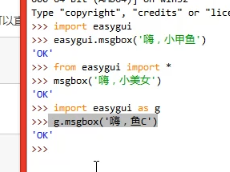 Type "copyright", "credits" or "lice
>>> import easygui
>>> easygui.msgbox('嗨，小甲鱼')
'OK'
>>> from easygui import *
>>> msgbox('嗨，小美女')
'OK'
>>> import easygui as g
>>> g.msgbox('嗨，鱼C')
'OK'
>>>